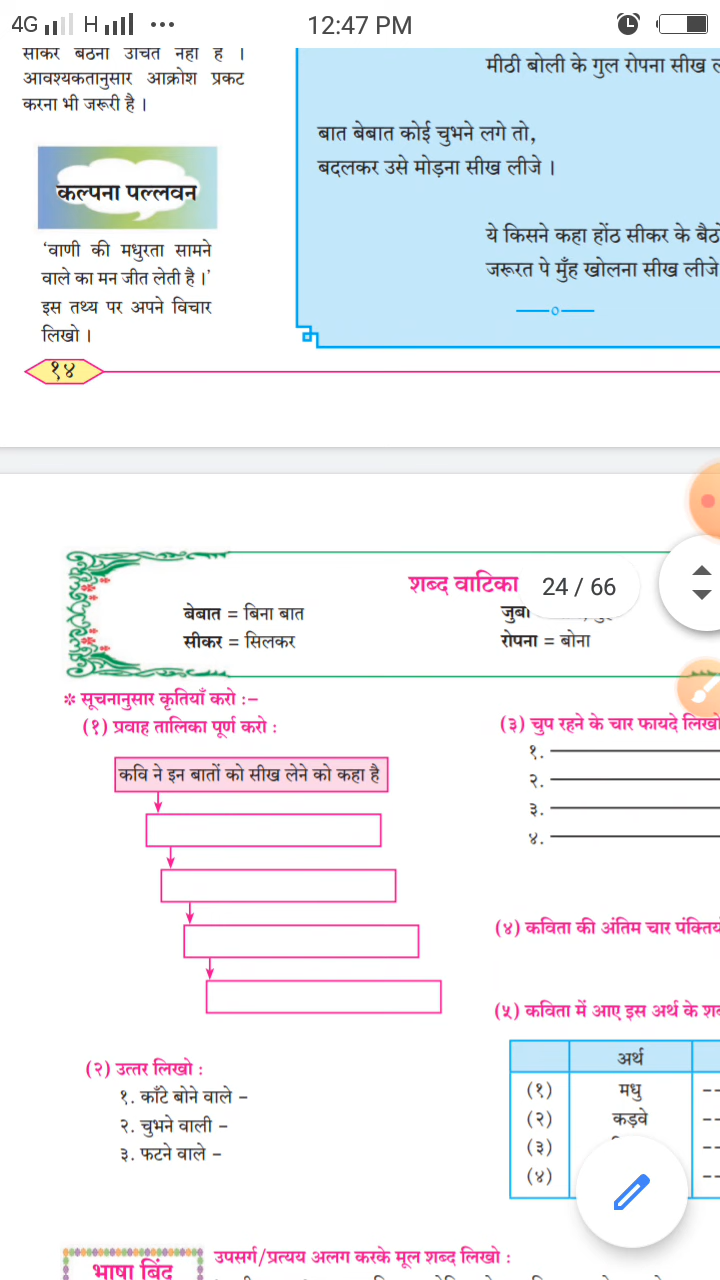 4G H 12:47 PM
सीकर बैठना उचित नहीं है ।
आवश्यकतानुसार आक्रोश प्रकट
करना भी जरूरी है ।
कल्पना पल्लवन
‘वाणी की मधुरता सामने
वाले का मन जीत लेती है ।’
इस तथ्य पर अपने विचार
लिखो ।
मीठी बोली के गुल रोपना सीख
बात बेबात कोई चुभने लगे तो,
बदलकर उसे मोड़ना सीख लीजे ।
ये किसने कहा होंठ सीकर के बैठो
जरूरत पे मुँह खोलना सीख लीजे
१४
शब्द वाटिका
24 / 66
बेबात = बिना बात
सीकर = सिलकर
रोपना = बोना
* सूचनानुसार कृतियाँ करो :-
(१) प्रवाह तालिका पूर्ण करो :
कवि ने इन बातों को सीख लेने को कहा है
(२) उत्तर लिखो :
१. काँटे बोने वाले -
२. चुभने वाली -
३. फटने वाले -
(३) चुप रहने के चार फायदे लिखो
१.
२.
३.
४.
(४) कविता की अंतिम चार
(५) कविता में आए इस अर्थ के
अर्थ
(१) मधु --
(२) कड़वे --
(३) --
(४) --
भाषा बिंदु
उपसर्ग/प्रत्यय अलग करके मूल शब्द लिखो :